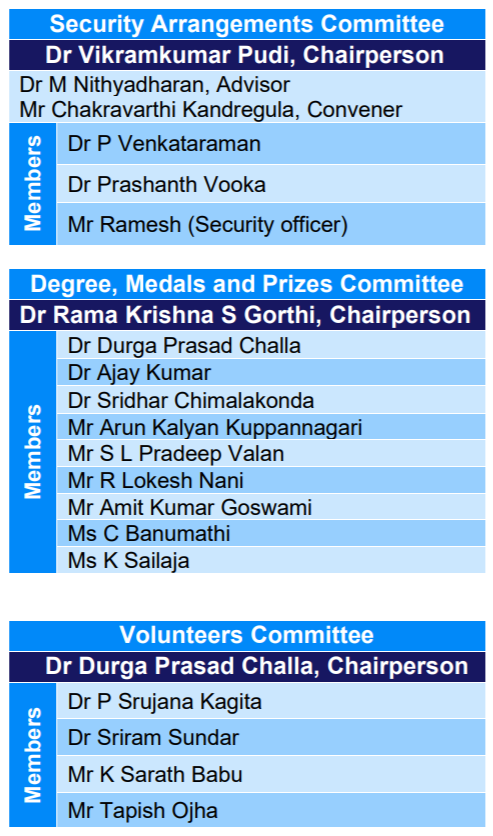 Security Arrangements Committee
Dr Vikramkumar Pudi, Chairperson
Dr M Nithyadharan, Advisor
Mr Chakravarthi Kandregula, Convener
Members
Dr P Venkataraman
Dr Prashanth Vooka
Mr Ramesh (Security officer)
Degree, Medals and Prizes Committee
Dr Rama Krishna S Gorthi, Chairperson
Members
Dr Durga Prasad Challa
Dr Ajay Kumar
Dr Sridhar Chimalakonda
Mr Arun Kalyan Kuppannagari
Mr S L Pradeep Valan
Mr R Lokesh Nani
Mr Amit Kumar Goswami
Ms C Banumathi
Ms K Sailaja
Volunteers Committee
Dr Durga Prasad Challa, Chairperson
Members
Dr P Srujana Kagita
Dr Sriram Sundar
Mr K Sarath Babu
Mr Tapish Ojha